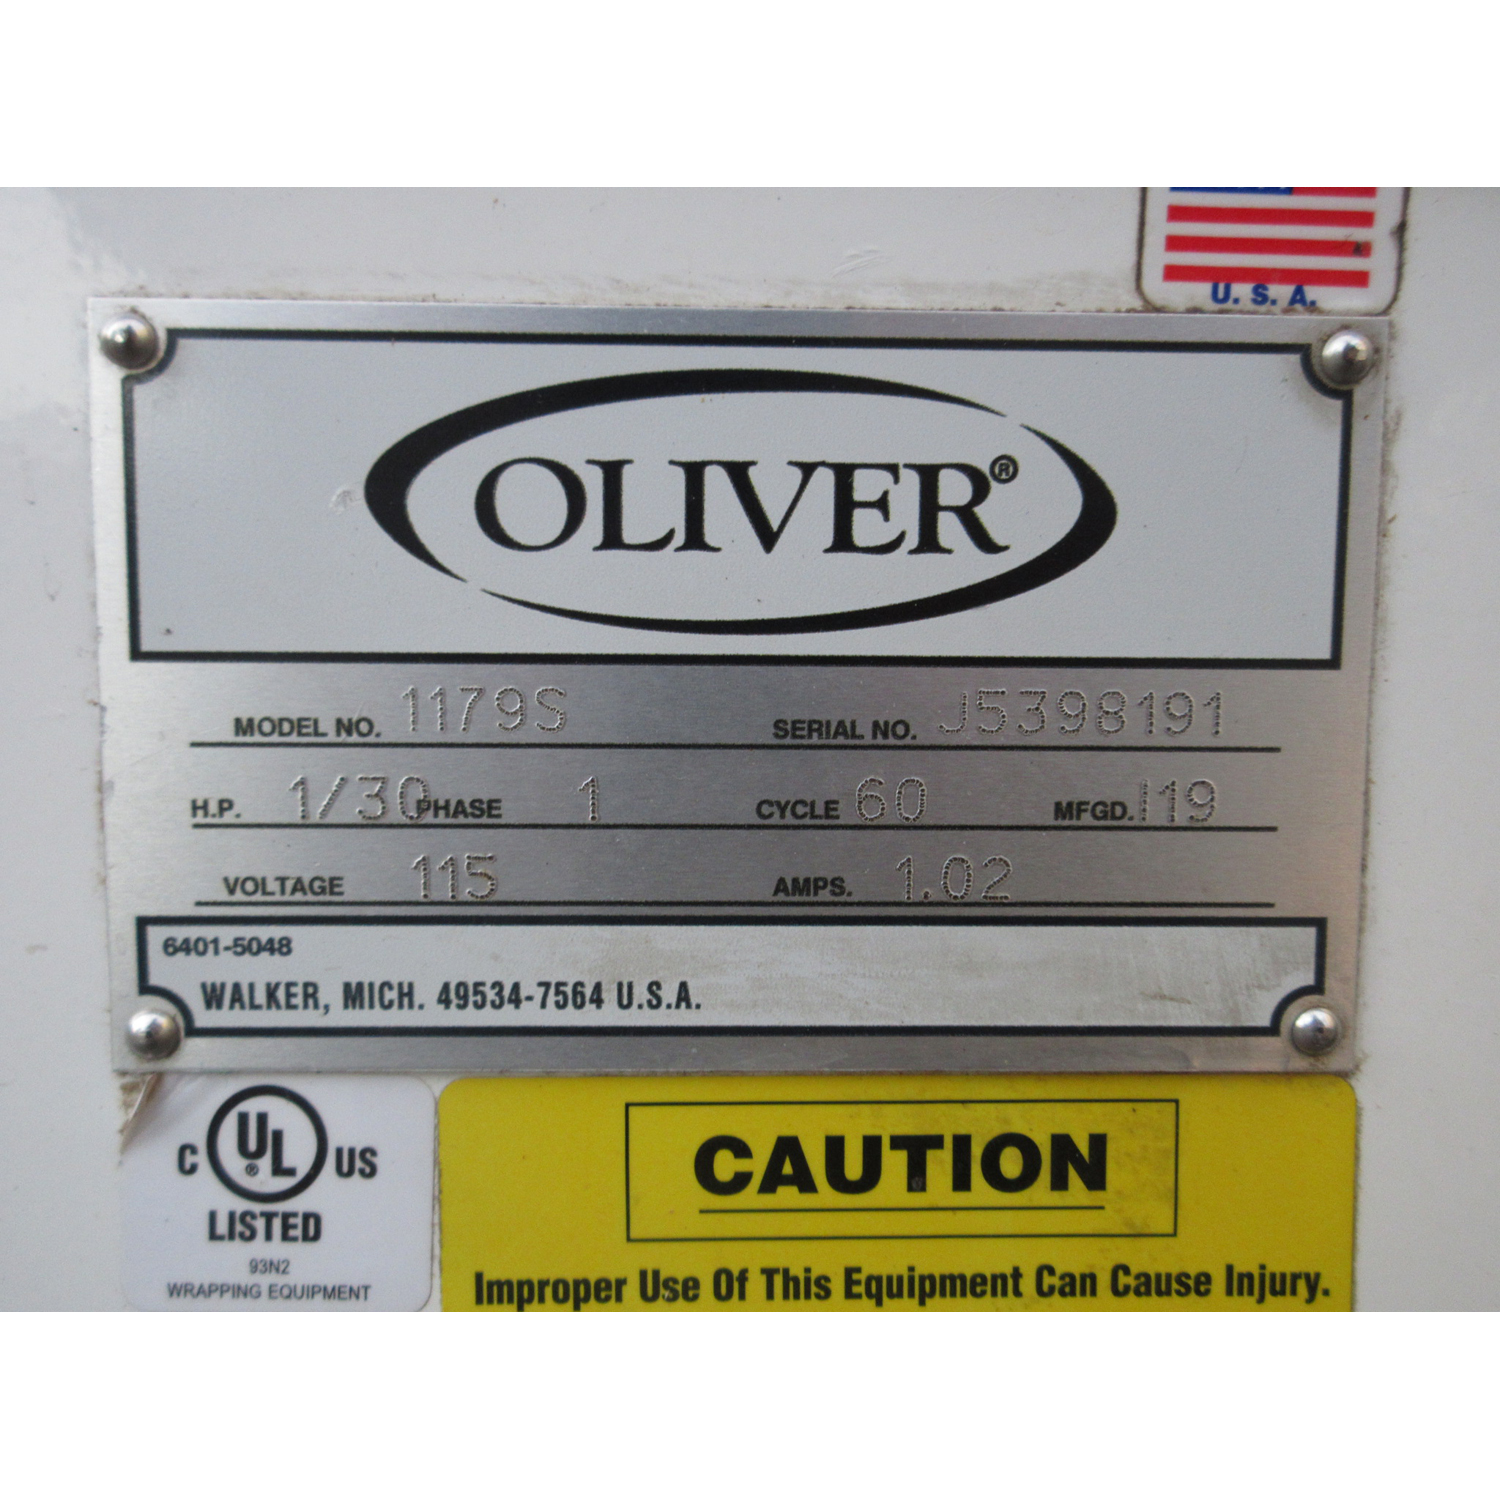 U. S. A.
OLIVER®
MODEL NO. 1179S SERIAL NO. J5398191
H.P. 1/30 PHASE 1 CYCLE 60 MFGD. I19
VOLTAGE 115 AMPS. 1.02
6401-5048
WALKER, MICH. 49534-7564 U.S.A.
C UL® US
LISTED
93N2
WRAPPING EQUIPMENT
CAUTION
Improper Use Of This Equipment Can Cause Injury.